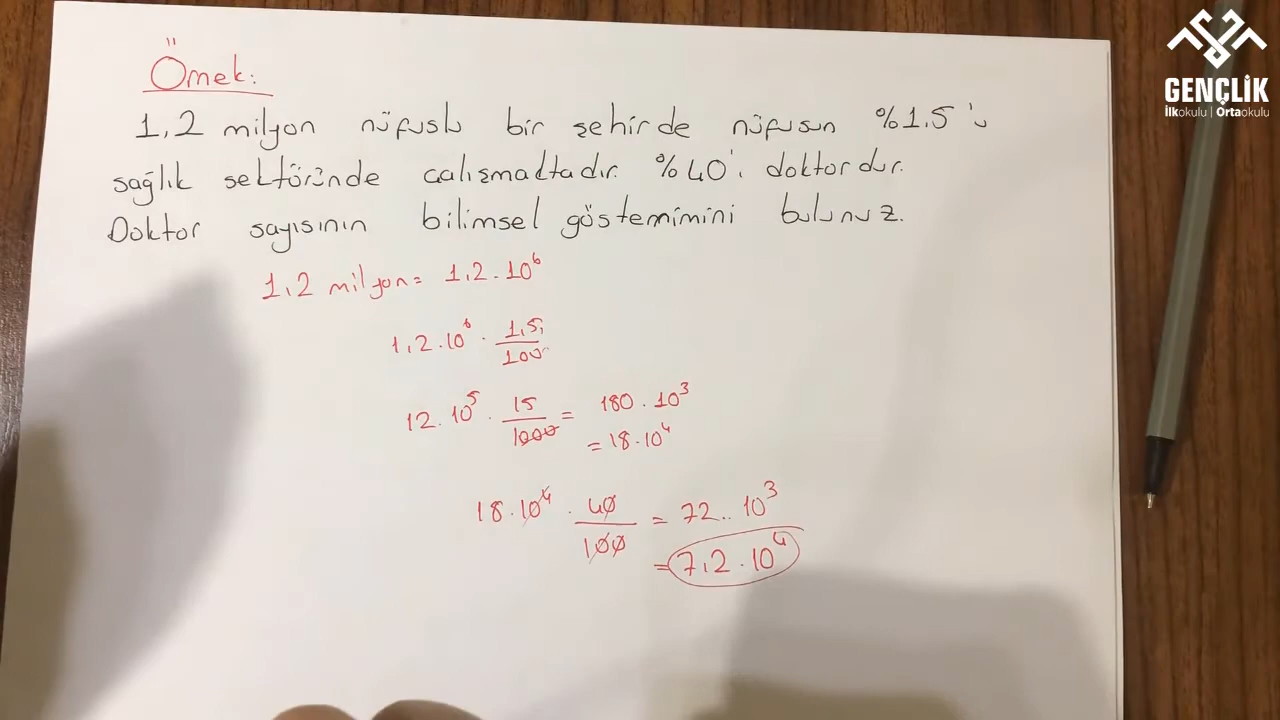 GENÇLİK
İlkokulu | Ortaokulu
Örnek:
1,2 milyon nüfuslu bir şehirde nüfusun %1,5'u
sağlık sektöründe çalışmaktadır. %40'ı doktordur.
Doktor sayısının bilimsel gösterimini bulunuz.
1,2 milyon = 1,2 . 10⁶
1,2 . 10⁶ . 1,5/100
12 . 10⁵ . 15/1000 = 180 . 10³
= 18 . 10⁴
18 . 10⁴ . 40/100 = 72 . . 10³
= 7,2 . 10⁴